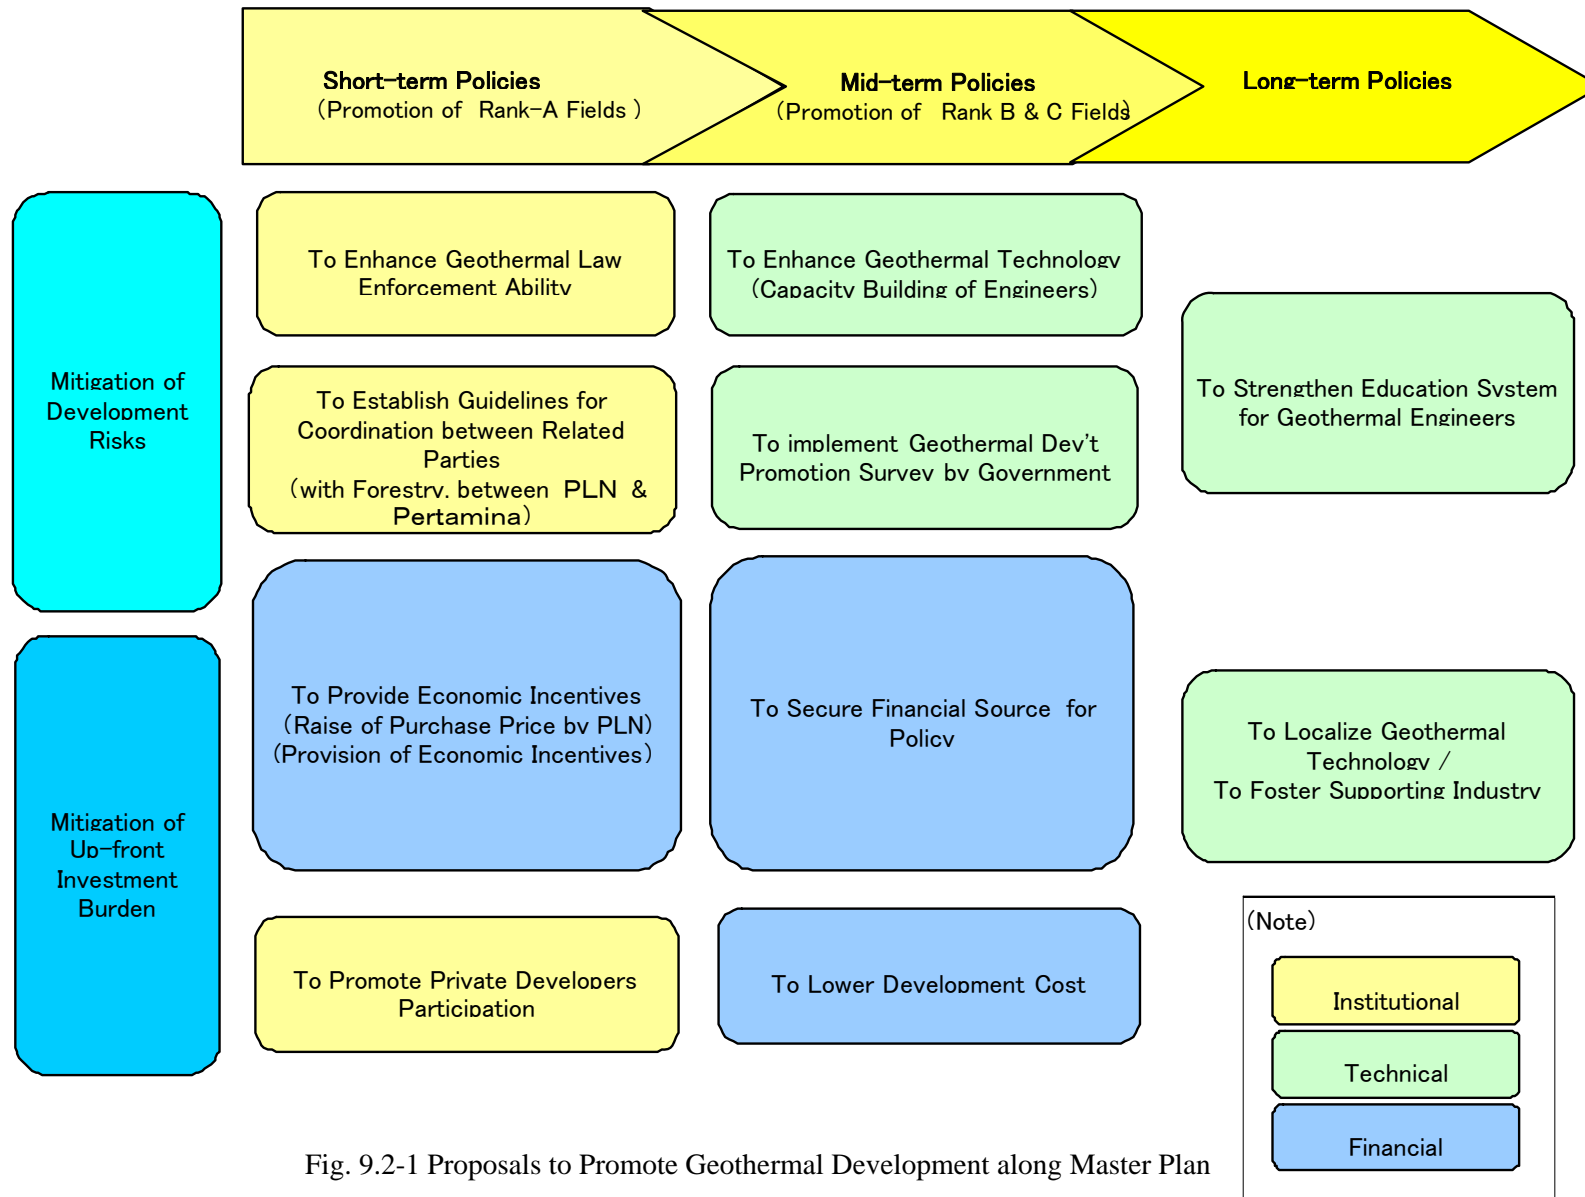 Short-term Policies
(Promotion of Rank-A Fields )
Mid-term Policies
(Promotion of Rank B & C Fields)
Long-term Policies
Mitigation of
Development
Risks
To Enhance Geothermal Law
Enforcement Ability
To Enhance Geothermal Technology
(Capacity Building of Engineers)
To Establish Guidelines for
Coordination between Related
Parties
(with Forestry, between PLN &
Pertamina)
To implement Geothermal Dev't
Promotion Survey by Government
To Strengthen Education System
for Geothermal Engineers
Mitigation of
Up-front
Investment
Burden
To Provide Economic Incentives
(Raise of Purchase Price by PLN)
(Provision of Economic Incentives)
To Secure Financial Source for
Policy
To Localize Geothermal
Technology /
To Foster Supporting Industry
To Promote Private Developers
Participation
To Lower Development Cost
(Note)
Institutional
Technical
Financial
Fig. 9.2-1 Proposals to Promote Geothermal Development along Master Plan